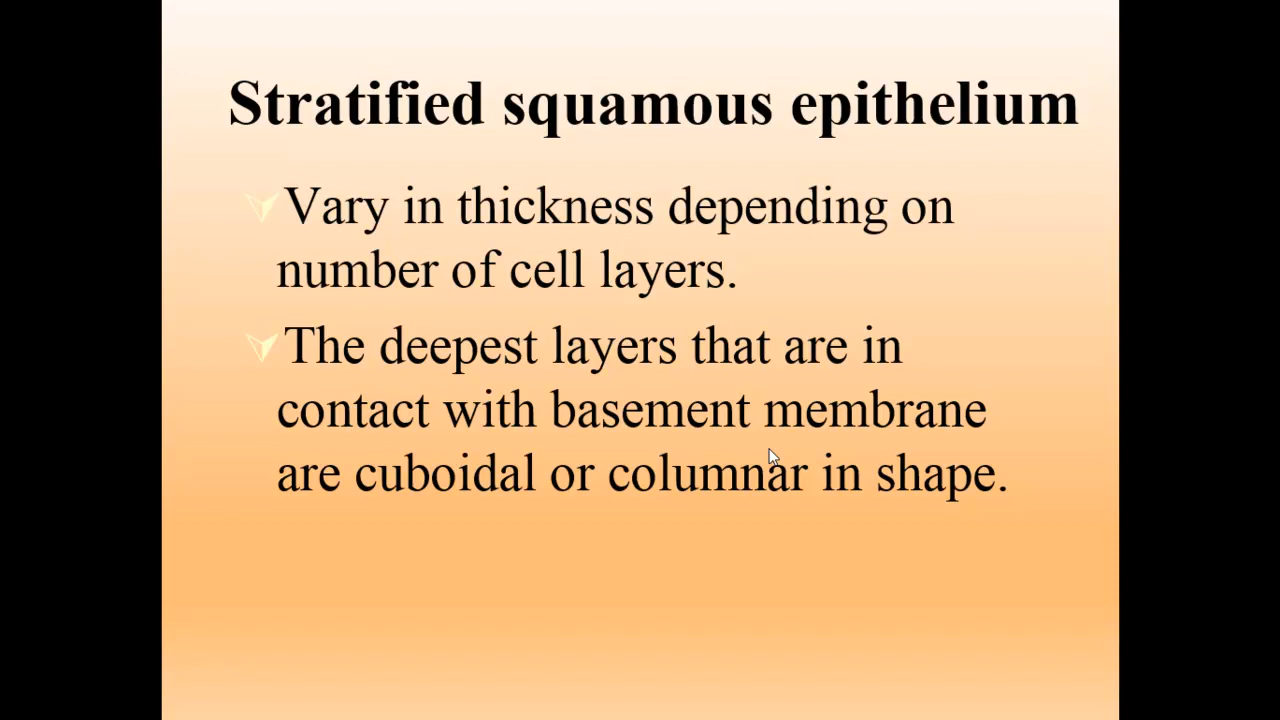 Stratified squamous epithelium
Vary in thickness depending on
number of cell layers.
The deepest layers that are in
contact with basement membrane
are cuboidal or columnar in shape.